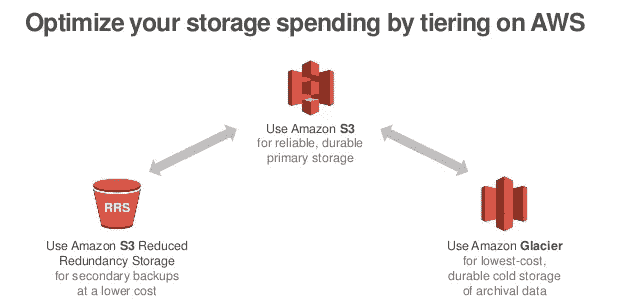 Optimize your storage spending by tiering on AWS
Use Amazon S3
for reliable, durable
primary storage
RRS
Use Amazon S3 Reduced
Redundancy Storage
for secondary backups
at a lower cost
Use Amazon Glacier
for lowest-cost,
durable cold storage
of archival data